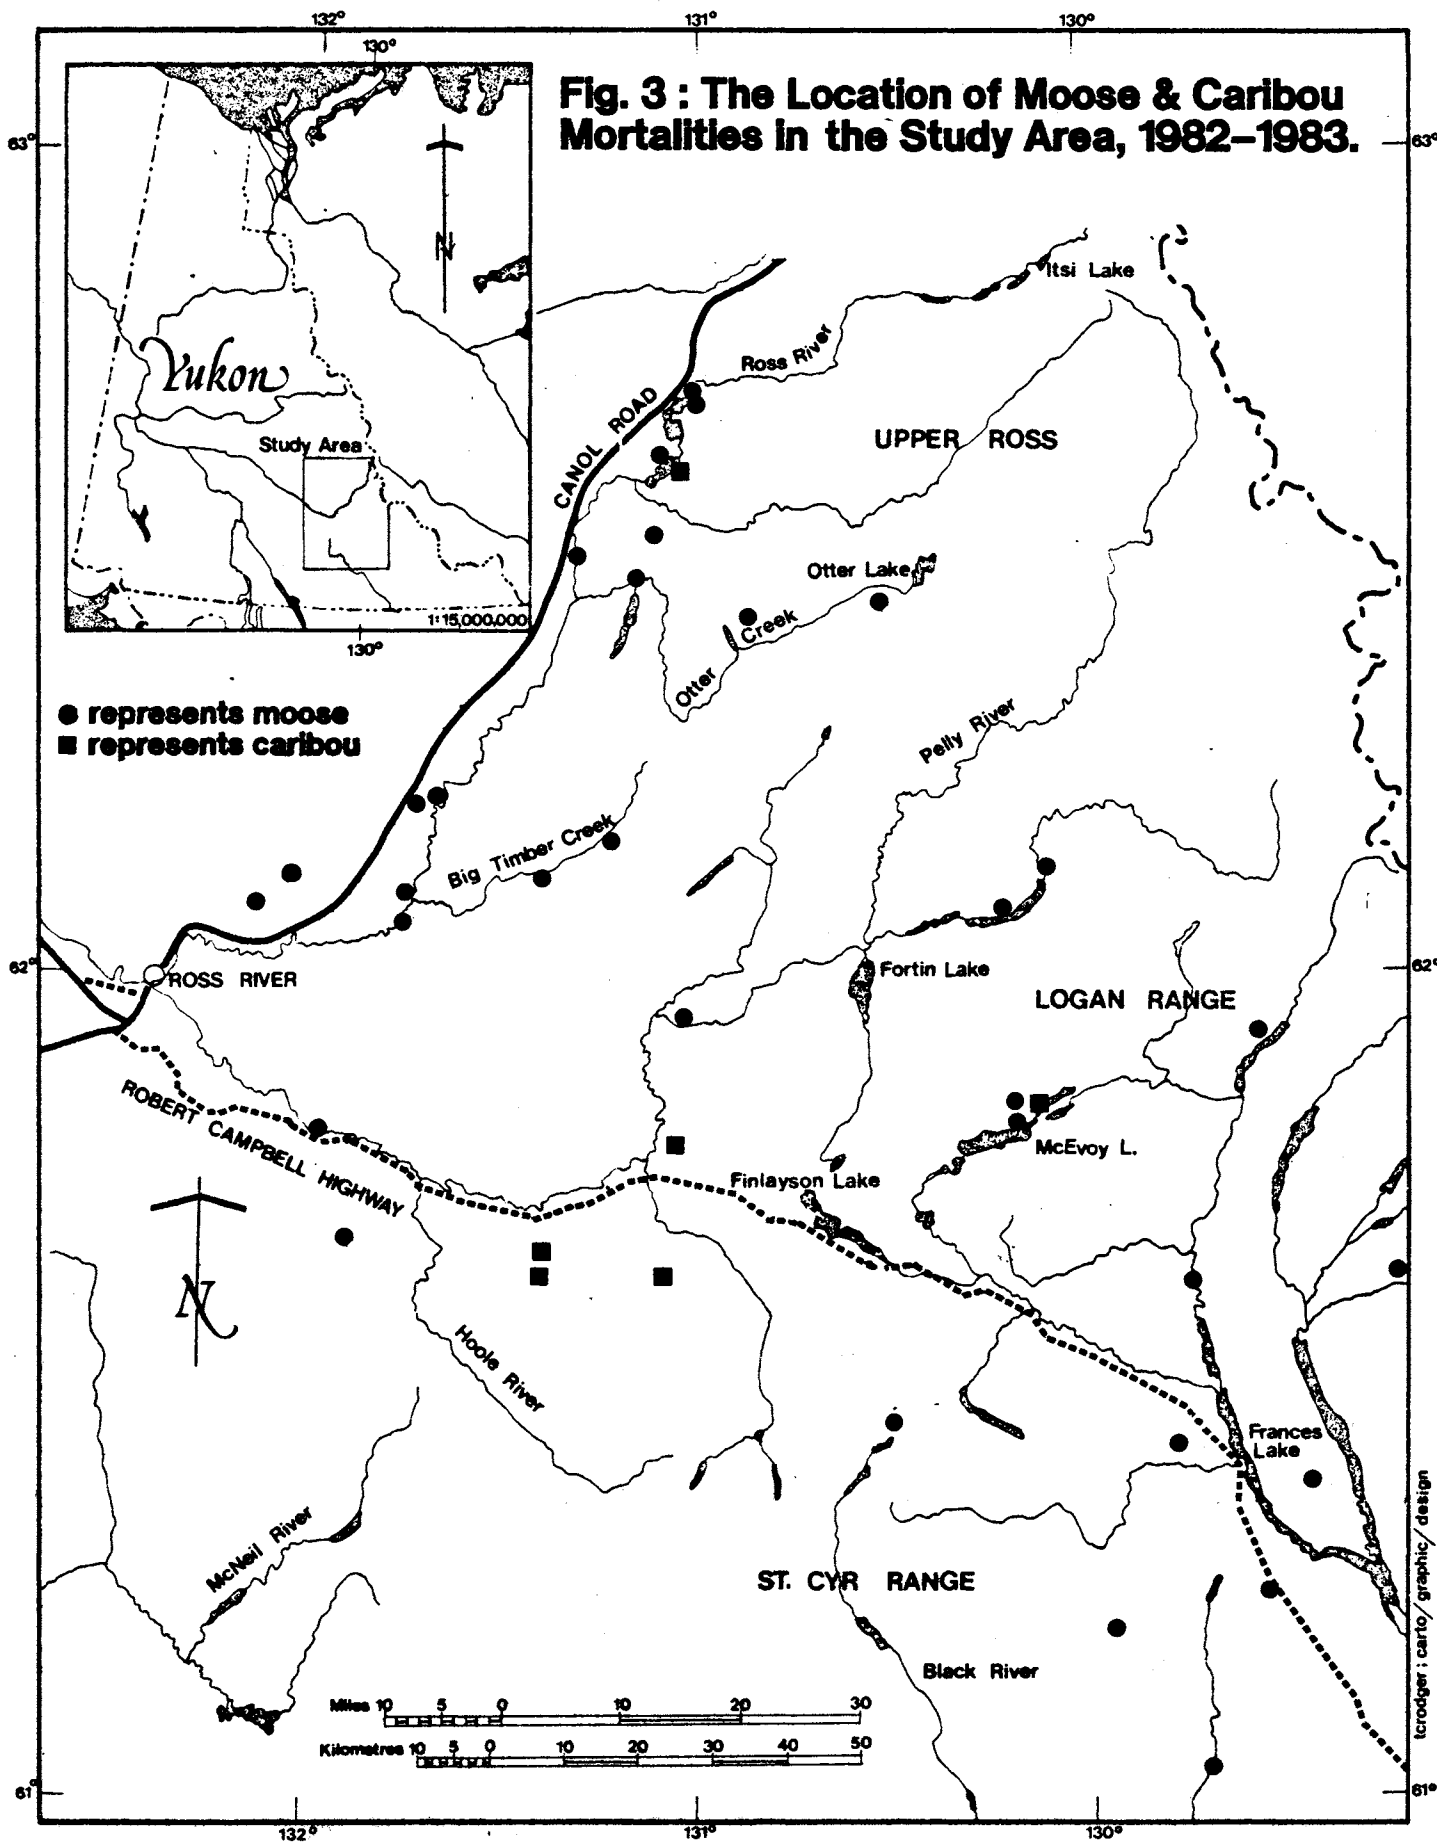 132°
131°
130°
130°
Fig. 3 : The Location of Moose & Caribou
Mortalities in the Study Area, 1982–1983.
63°
63°
N
Itsi Lake
Yukon
Ross River
CANOL ROAD
UPPER ROSS
Study Area
Otter Lake
1:15,000,000
Otter Creek
130°
● represents moose
■ represents caribou
Pelly River
Big Timber Creek
62°
62°
ROSS RIVER
Fortin Lake
LOGAN RANGE
ROBERT CAMPBELL HIGHWAY
McEvoy L.
Finlayson Lake
N
Hoole River
Frances
Lake
McNeil River
ST. CYR RANGE
Black River
Miles 10 5 0 10 20 30
Kilometres 10 5 0 10 20 30 40 50
tcrodger : carto/graphic/design
61°
61°
132°
131°
130°